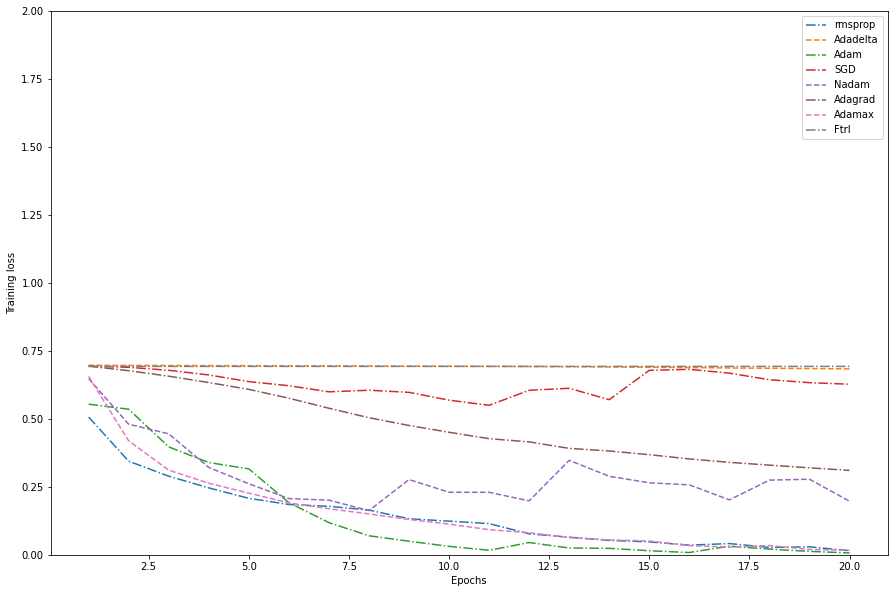 2.00
1.75
1.50
1.25
1.00
0.75
0.50
0.25
0.00
Training loss
2.5
5.0
7.5
10.0
12.5
15.0
17.5
20.0
Epochs
rmsprop
Adadelta
Adam
SGD
Nadam
Adagrad
Adamax
Ftrl